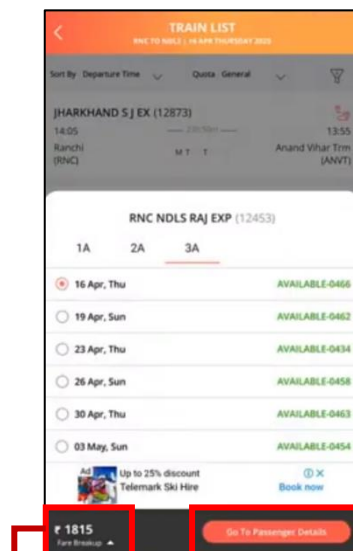 TRAIN LIST
RNC TO NDLS | 16 APR THURSDAY 2020
Sort By Departure Time Quota General
JHARKHAND S J EX (12873)
14:05 13:55
Ranchi M T T Anand Vihar Trm
(RNC) (ANVT)
RNC NDLS RAJ EXP (12453)
1A 2A 3A
16 Apr, Thu AVAILABLE-0466
19 Apr, Sun AVAILABLE-0462
23 Apr, Thu AVAILABLE-0434
26 Apr, Sun AVAILABLE-0458
30 Apr, Thu AVAILABLE-0463
03 May, Sun AVAILABLE-0454
Ad Up to 25% discount
Telemark Ski Hire Book now
₹ 1815 Go To Passenger Details
Fare Breakup